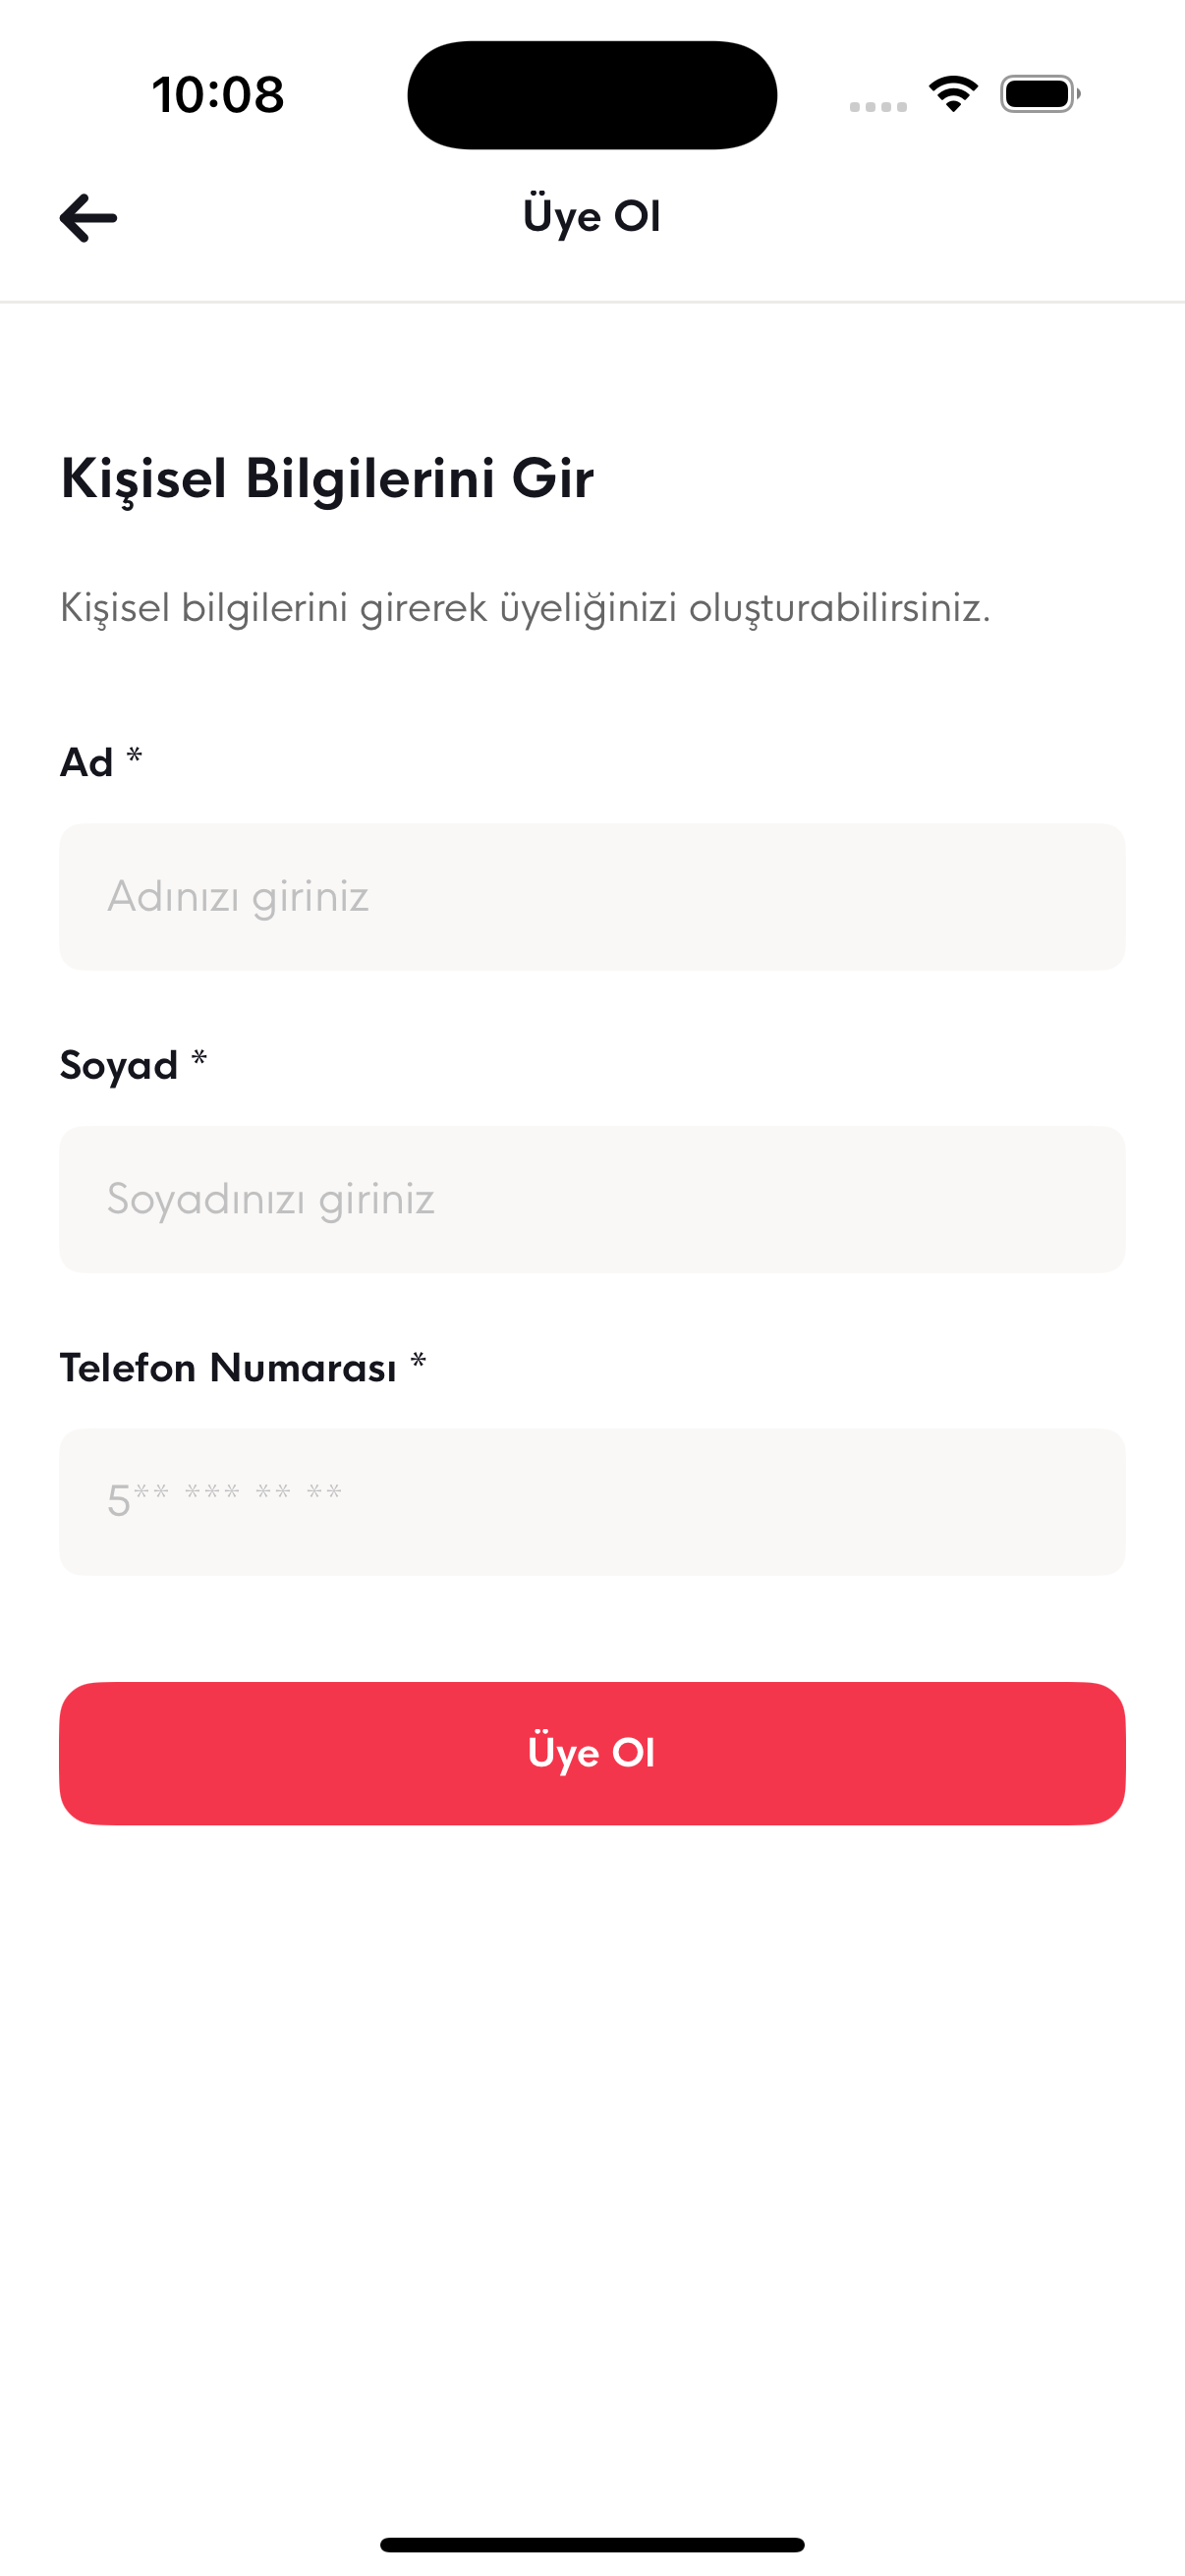 10:08
Üye Ol
Kişisel Bilgilerini Gir
Kişisel bilgilerini girerek üyeliğinizi oluşturabilirsiniz.
Ad *
Adınızı giriniz
Soyad *
Soyadınızı giriniz
Telefon Numarası *
5** *** ** **
Üye Ol